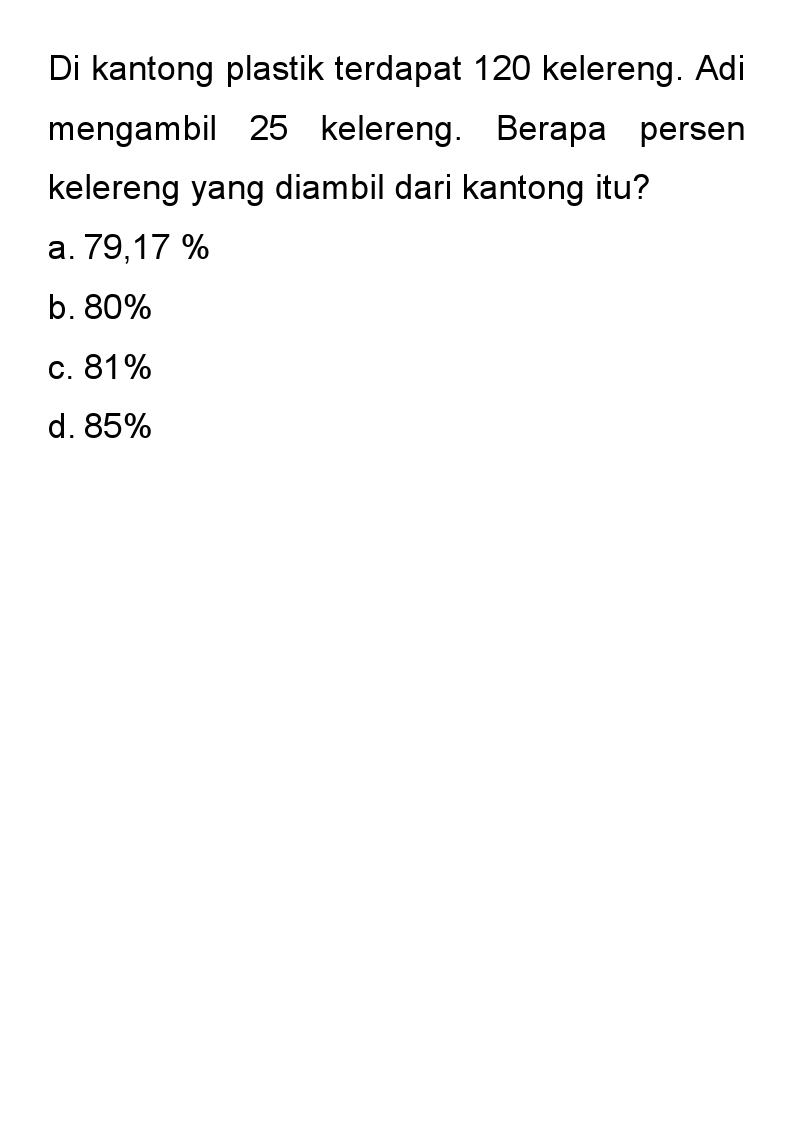 Di kantong plastik terdapat 120 kelereng. Adi
mengambil 25 kelereng. Berapa persen
kelereng yang diambil dari kantong itu?
a. 79,17 %
b. 80%
c. 81%
d. 85%